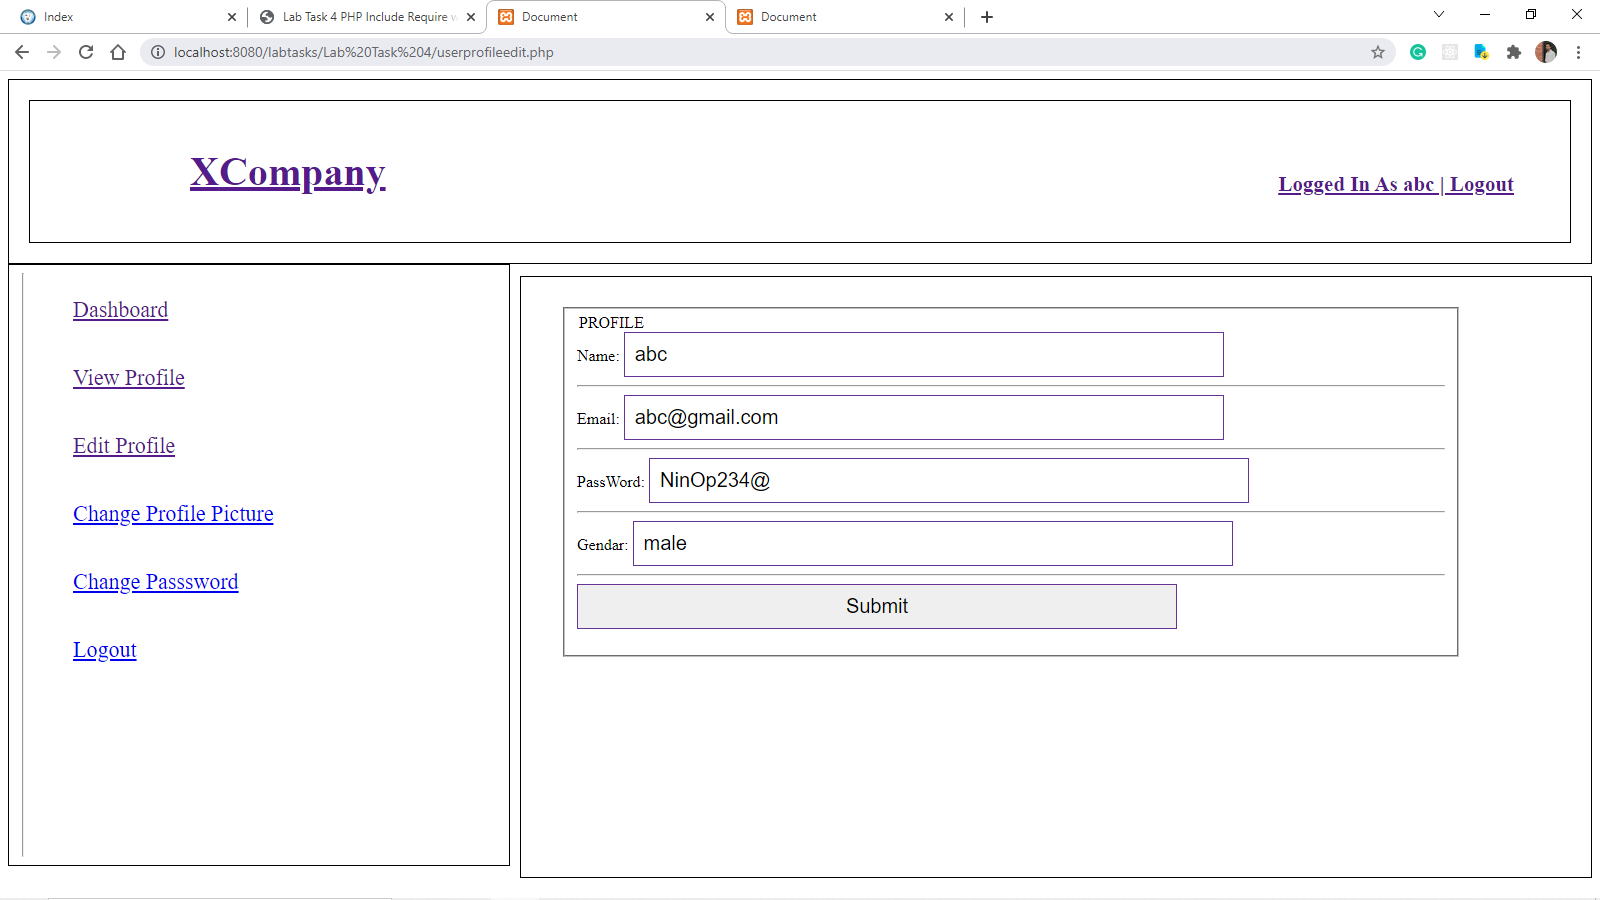 Index
Lab Task 4 PHP Include Require
Document
Document
localhost:8080/labtasks/Lab%20Task%204/userprofileedit.php
XCompany
Logged In As abc | Logout
Dashboard
View Profile
Edit Profile
Change Profile Picture
Change Passsword
Logout
PROFILE
Name: abc
Email: abc@gmail.com
PassWord: NinOp234@
Gendar: male
Submit